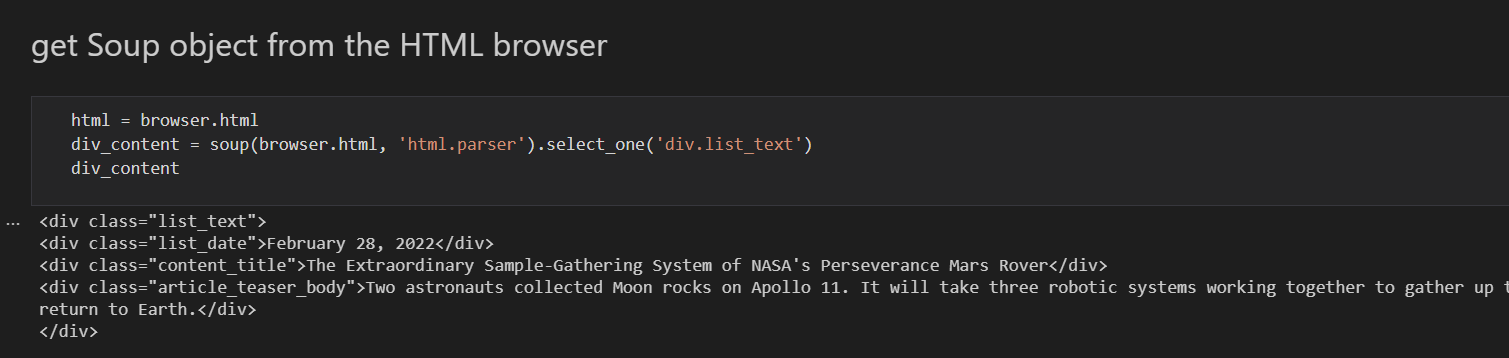 get Soup object from the HTML browser
html = browser.html
div_content = soup(browser.html, 'html.parser').select_one('div.list_text')
div_content
...
<div class="list_text">
<div class="list_date">February 28, 2022</div>
<div class="content_title">The Extraordinary Sample-Gathering System of NASA's Perseverance Mars Rover</div>
<div class="article_teaser_body">Two astronauts collected Moon rocks on Apollo 11. It will take three robotic systems working together to gather up
return to Earth.</div>
</div>